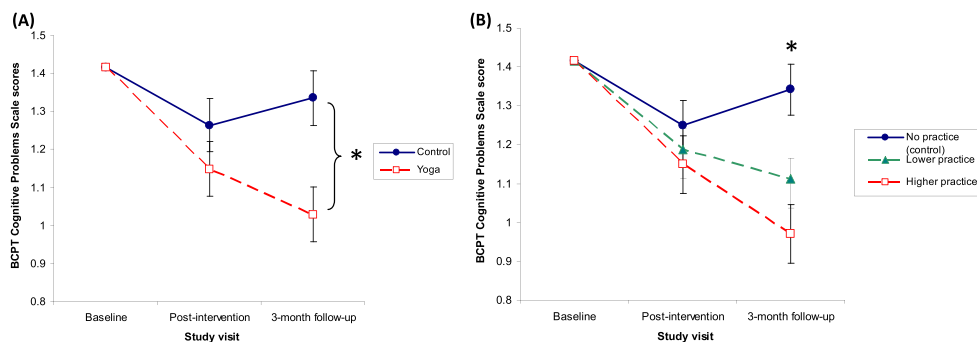 (A)
BCPT Cognitive Problems Scale scores
1.5
1.4
1.3
1.2
1.1
1
0.9
0.8
*
Control
Yoga
Baseline
Post-intervention
3-month follow-up
Study visit
(B)
BCPT Cognitive Problems Scale score
1.5
1.4
1.3
1.2
1.1
1
0.9
0.8
*
No practice
(control)
Lower practice
Higher practice
Baseline
Post-intervention
3-month follow-up
Study visit